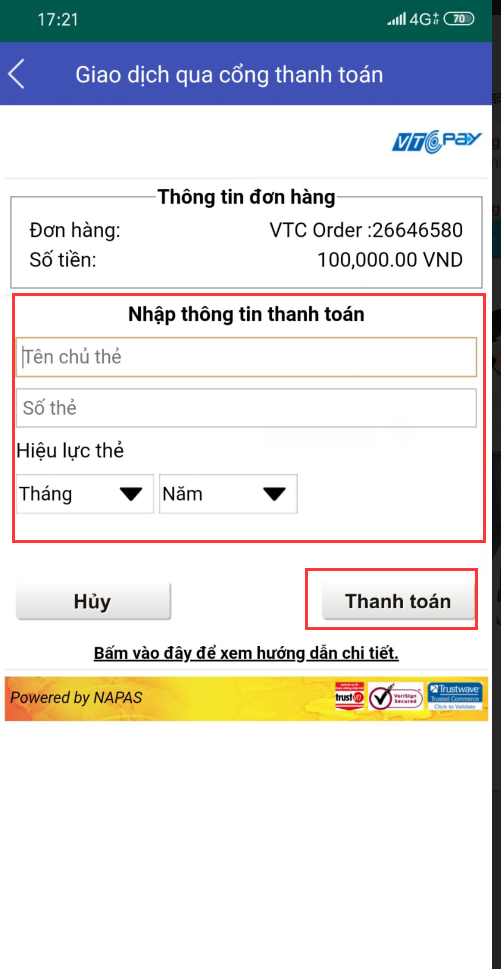 17:21
4G 70
Giao dịch qua cổng thanh toán
VTC Pay
Thông tin đơn hàng
Đơn hàng: VTC Order :26646580
Số tiền: 100,000.00 VND
Nhập thông tin thanh toán
Tên chủ thẻ
Số thẻ
Hiệu lực thẻ
Tháng Năm
Hủy Thanh toán
Bấm vào đây để xem hướng dẫn chi tiết.
Powered by NAPAS
trust
VeriSign
Secured
Trustwave
Trusted Commerce
Click to Validate